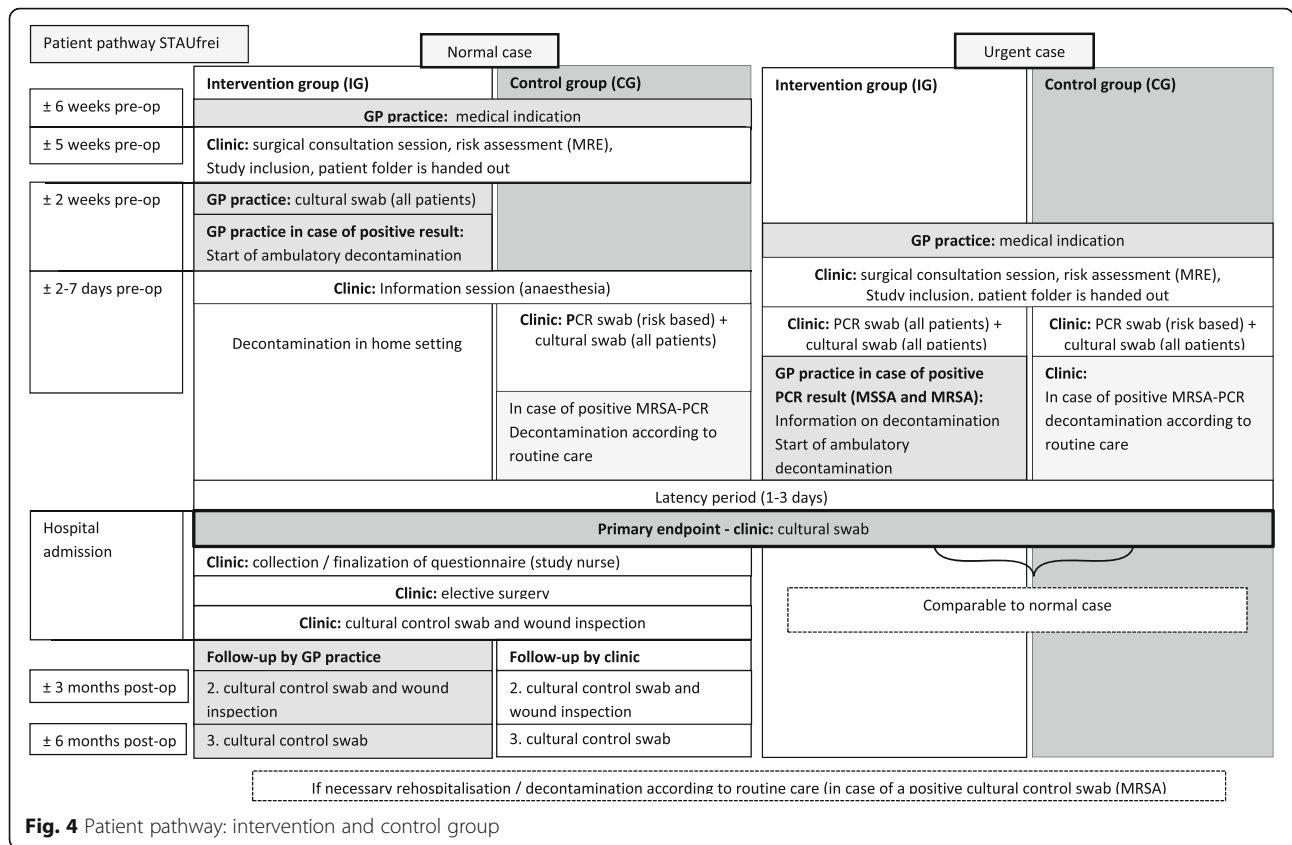 Patient pathway STAUfrei
Normal case
Urgent case
Intervention group (IG)
Control group (CG)
Intervention group (IG)
Control group (CG)
± 6 weeks pre-op
GP practice: medical indication
± 5 weeks pre-op
Clinic: surgical consultation session, risk assessment (MRE),
Study inclusion, patient folder is handed out
± 2 weeks pre-op
GP practice: cultural swab (all patients)
GP practice in case of positive result:
Start of ambulatory decontamination
GP practice: medical indication
± 2-7 days pre-op
Clinic: Information session (anaesthesia)
Clinic: surgical consultation session, risk assessment (MRE),
Study inclusion, patient folder is handed out
Decontamination in home setting
Clinic: PCR swab (risk based) +
cultural swab (all patients)
Clinic: PCR swab (all patients) +
cultural swab (all patients)
Clinic: PCR swab (risk based) +
cultural swab (all patients)
In case of positive MRSA-PCR
Decontamination according to
routine care
GP practice in case of positive
PCR result (MSSA and MRSA):
Information on decontamination
Start of ambulatory
decontamination
Clinic:
In case of positive MRSA-PCR
decontamination according to
routine care
Latency period (1-3 days)
Hospital
admission
Primary endpoint - clinic: cultural swab
Clinic: collection / finalization of questionnaire (study nurse)
Clinic: elective surgery
Clinic: cultural control swab and wound inspection
Comparable to normal case
Follow-up by GP practice
Follow-up by clinic
± 3 months post-op
2. cultural control swab and wound
inspection
2. cultural control swab and
wound inspection
± 6 months post-op
3. cultural control swab
3. cultural control swab
If necessary rehospitalisation / decontamination according to routine care (in case of a positive cultural control swab (MRSA)
Fig. 4 Patient pathway: intervention and control group